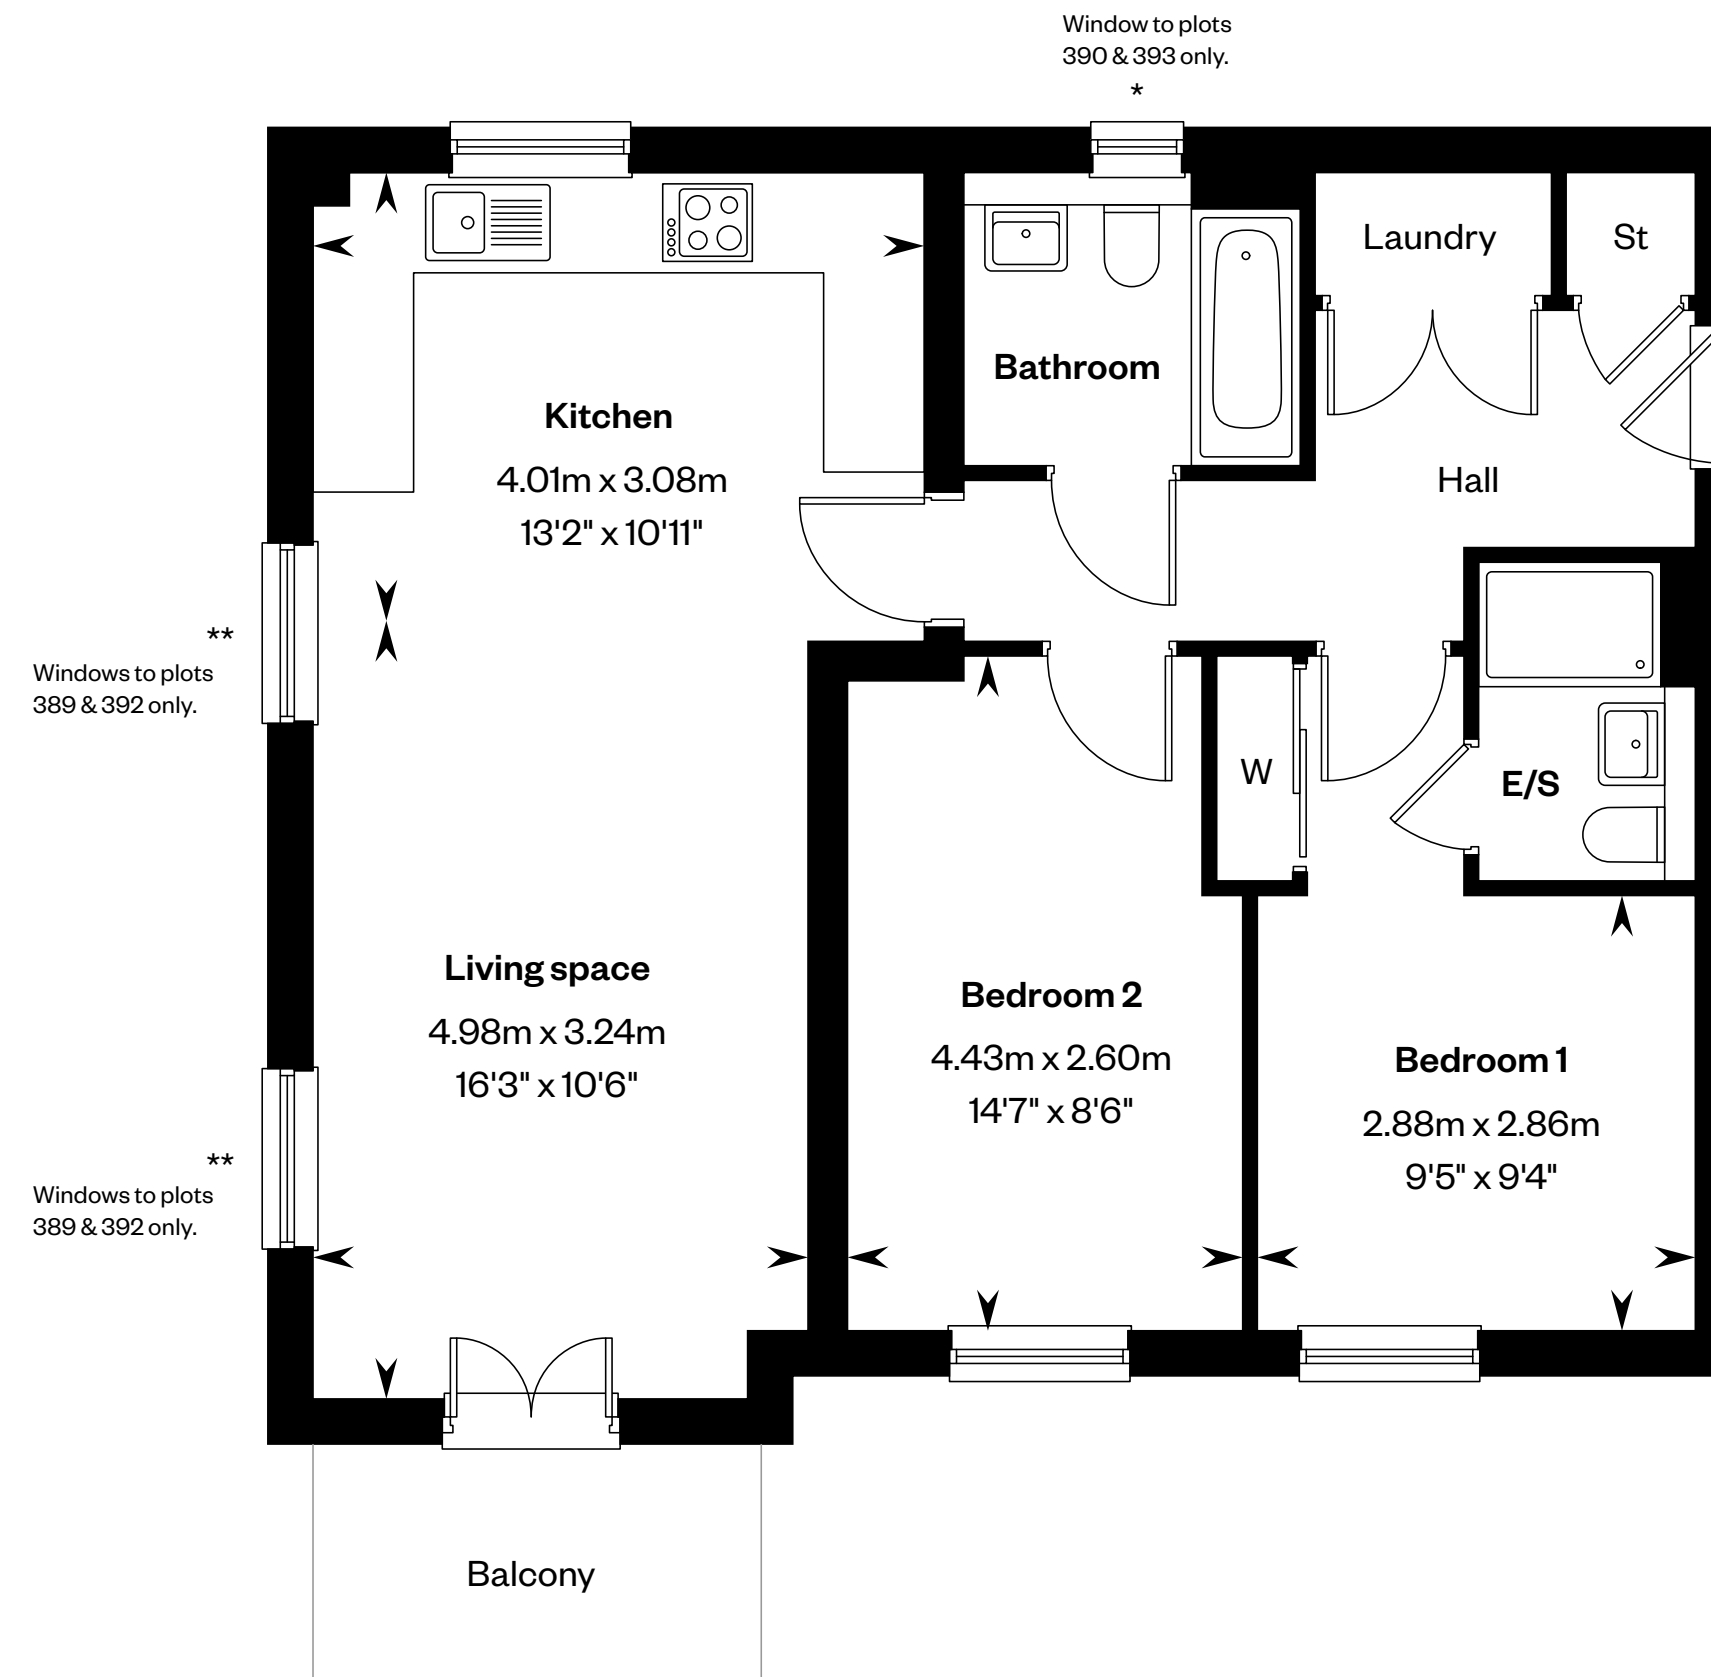 Window to plots
390 & 393 only.
*
Laundry
St
Bathroom
Kitchen
4.01m x 3.08m
13'2" x 10'11"
Hall
**
Windows to plots
389 & 392 only.
W
E/S
Living space
4.98m x 3.24m
16'3" x 10'6"
Bedroom 2
4.43m x 2.60m
14'7" x 8'6"
Bedroom 1
2.88m x 2.86m
9'5" x 9'4"
**
Windows to plots
389 & 392 only.
Balcony